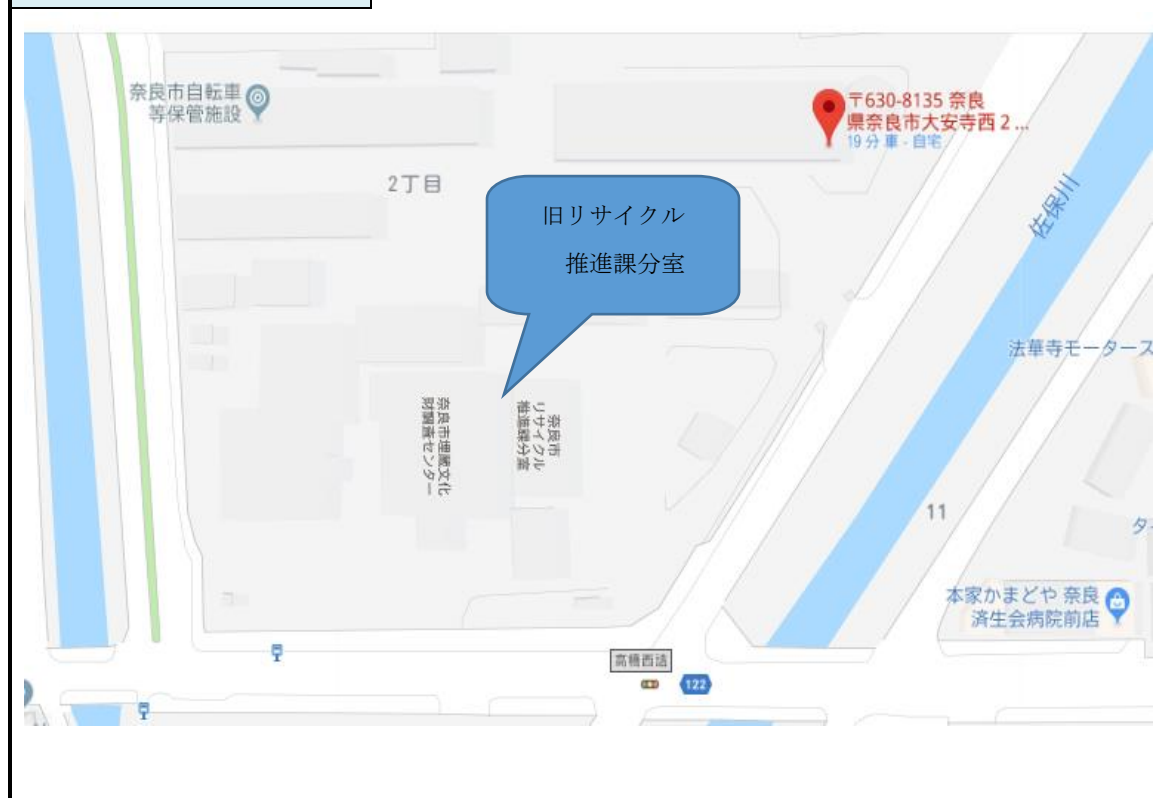 奈良市自転車
等保管施設
〒630-8135 奈良
県奈良市大安寺西2...
19分 車 - 自宅
2丁目
旧リサイクル
推進課分室
佐保川
法華寺モータース
奈良市埋蔵文化
財調査センター
奈良市
リサイクル
推進課分室
11
タ
本家かまどや 奈良
済生会病院前店
高橋西詰
122